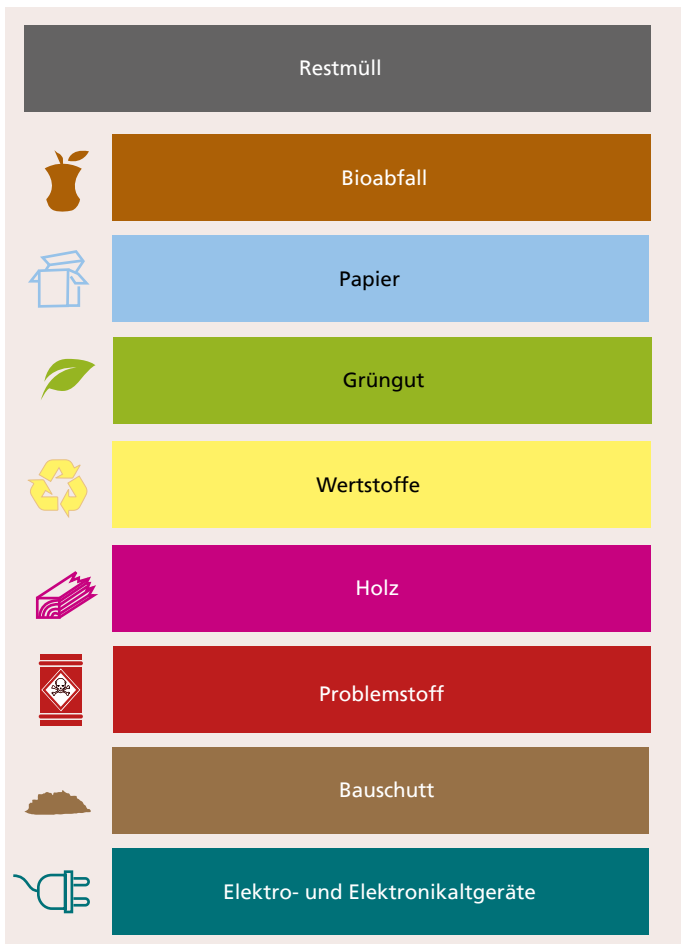 Restmüll
Bioabfall
Papier
Grüngut
Wertstoffe
Holz
Problemstoff
Bauschutt
Elektro- und Elektronikaltgeräte